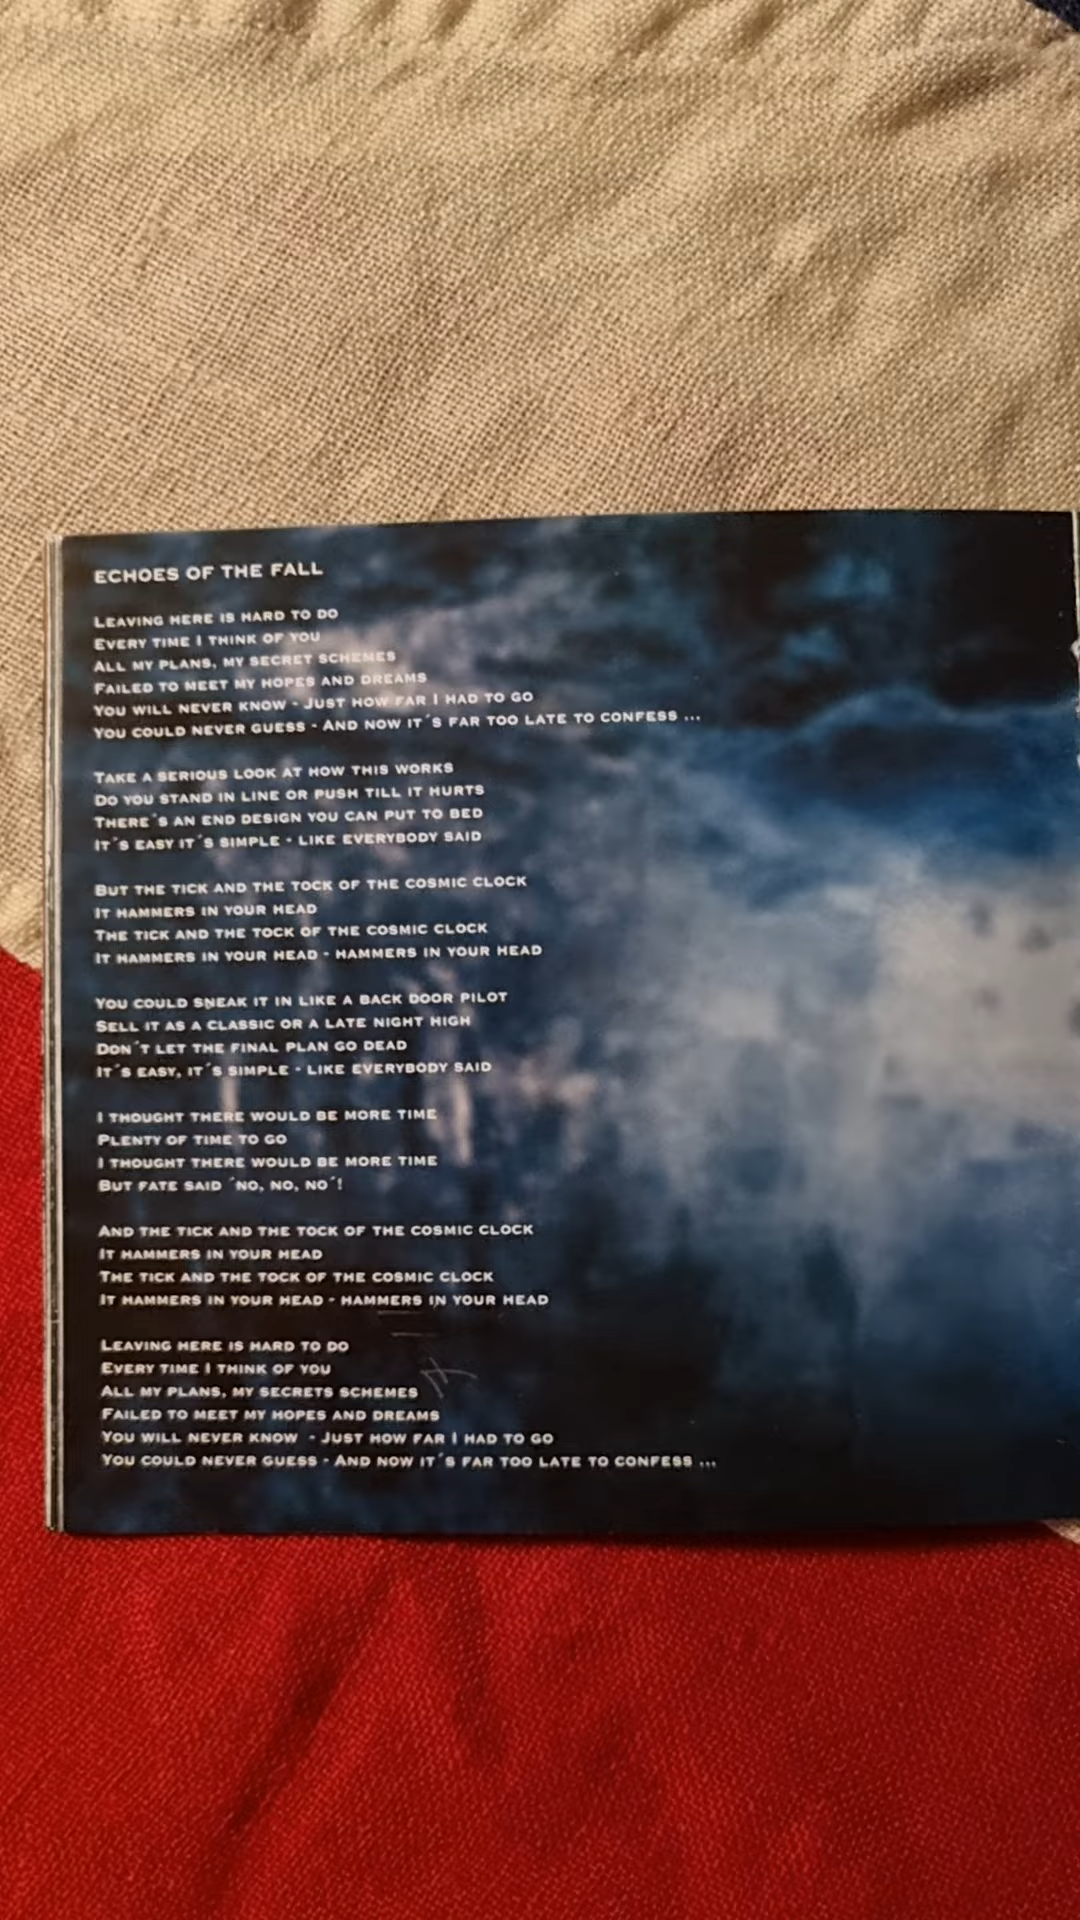 ECHOES OF THE FALL
LEAVING HERE IS HARD TO DO
EVERY TIME I THINK OF YOU
ALL MY PLANS, MY SECRET SCHEMES
FAILED TO MEET MY HOPES AND DREAMS
YOU WILL NEVER KNOW - JUST HOW FAR I HAD TO GO
YOU COULD NEVER GUESS - AND NOW IT´S FAR TOO LATE TO CONFESS ...
TAKE A SERIOUS LOOK AT HOW THIS WORKS
DO YOU STAND IN LINE OR PUSH TILL IT HURTS
THERE´S AN END DESIGN YOU CAN PUT TO BED
IT´S EASY IT´S SIMPLE - LIKE EVERYBODY SAID
BUT THE TICK AND THE TOCK OF THE COSMIC CLOCK
IT HAMMERS IN YOUR HEAD
THE TICK AND THE TOCK OF THE COSMIC CLOCK
IT HAMMERS IN YOUR HEAD - HAMMERS IN YOUR HEAD
YOU COULD SNEAK IT IN LIKE A BACK DOOR PILOT
SELL IT AS A CLASSIC OR A LATE NIGHT HIGH
DON´T LET THE FINAL PLAN GO DEAD
IT´S EASY, IT´S SIMPLE - LIKE EVERYBODY SAID
I THOUGHT THERE WOULD BE MORE TIME
PLENTY OF TIME TO GO
I THOUGHT THERE WOULD BE MORE TIME
BUT FATE SAID ´NO, NO, NO´!
AND THE TICK AND THE TOCK OF THE COSMIC CLOCK
IT HAMMERS IN YOUR HEAD
THE TICK AND THE TOCK OF THE COSMIC CLOCK
IT HAMMERS IN YOUR HEAD - HAMMERS IN YOUR HEAD
LEAVING HERE IS HARD TO DO
EVERY TIME I THINK OF YOU
ALL MY PLANS, MY SECRETS SCHEMES
FAILED TO MEET MY HOPES AND DREAMS
YOU WILL NEVER KNOW - JUST HOW FAR I HAD TO GO
YOU COULD NEVER GUESS - AND NOW IT´S FAR TOO LATE TO CONFESS ...